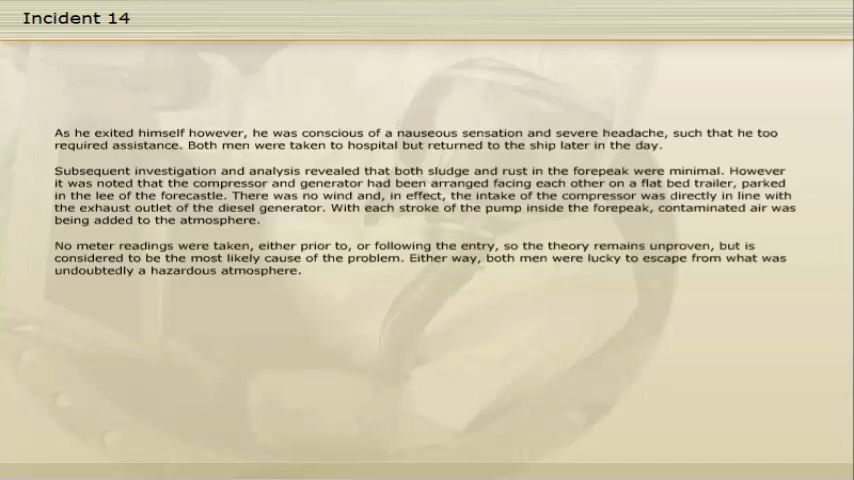 Incident 14
As he exited himself however, he was conscious of a nauseous sensation and severe headache, such that he too
required assistance. Both men were taken to hospital but returned to the ship later in the day.
Subsequent investigation and analysis revealed that both sludge and rust in the forepeak were minimal. However
it was noted that the compressor and generator had been arranged facing each other on a flat bed trailer, parked
in the lee of the forecastle. There was no wind and, in effect, the intake of the compressor was directly in line with
the exhaust outlet of the diesel generator. With each stroke of the pump inside the forepeak, contaminated air was
being added to the atmosphere.
No meter readings were taken, either prior to, or following the entry, so the theory remains unproven, but is
considered to be the most likely cause of the problem. Either way, both men were lucky to escape from what was
undoubtedly a hazardous atmosphere.